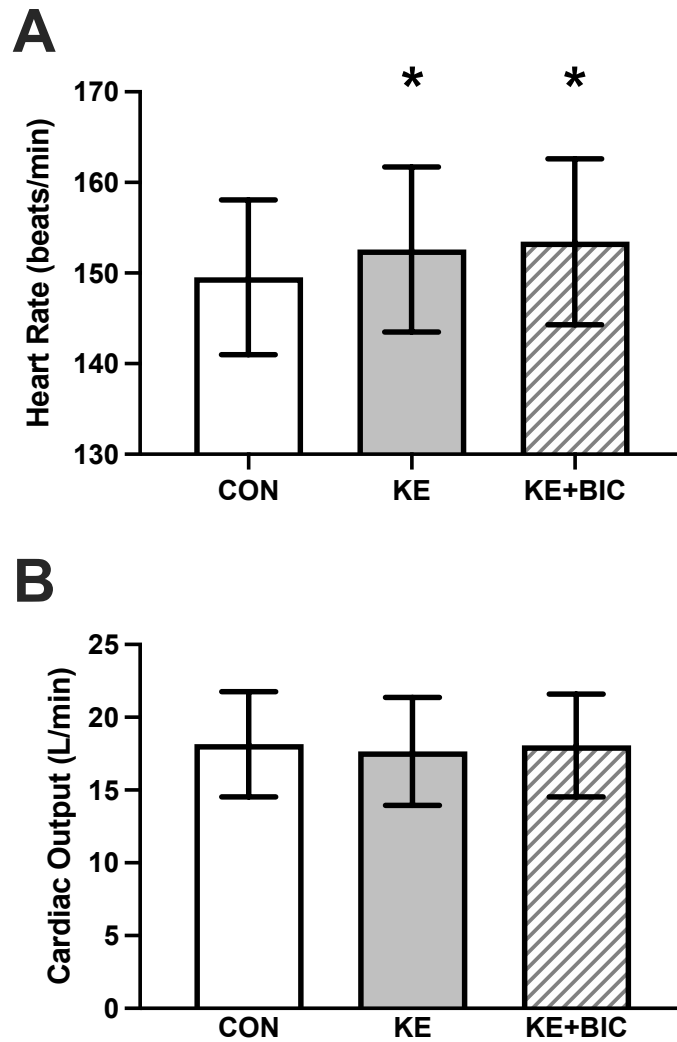 A
Heart Rate (beats/min)
170
160
150
140
130
* *
CON KE KE+BIC
B
Cardiac Output (L/min)
25
20
15
10
5
0
CON KE KE+BIC